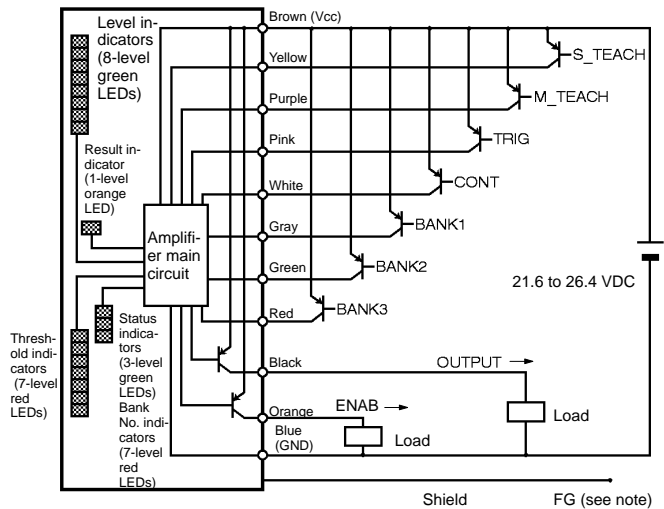 Level in-
dicators
(8-level
green
LEDs)
Result in-
dicator
(1-level
orange
LED)
Amplifi-
er main
circuit
Thresh-
old indi-
cators
(7-level
red
LEDs)
Status
indica-
tors
(3-level
green
LEDs)
Bank
No. indi-
cators
(7-level
red
LEDs)
Brown (Vcc)
Yellow
Purple
Pink
White
Gray
Green
Red
Black
Orange
Blue
(GND)
S_TEACH
M_TEACH
TRIG
CONT
BANK1
BANK2
BANK3
21.6 to 26.4 VDC
OUTPUT
Load
ENAB
Load
Shield
FG (see note)